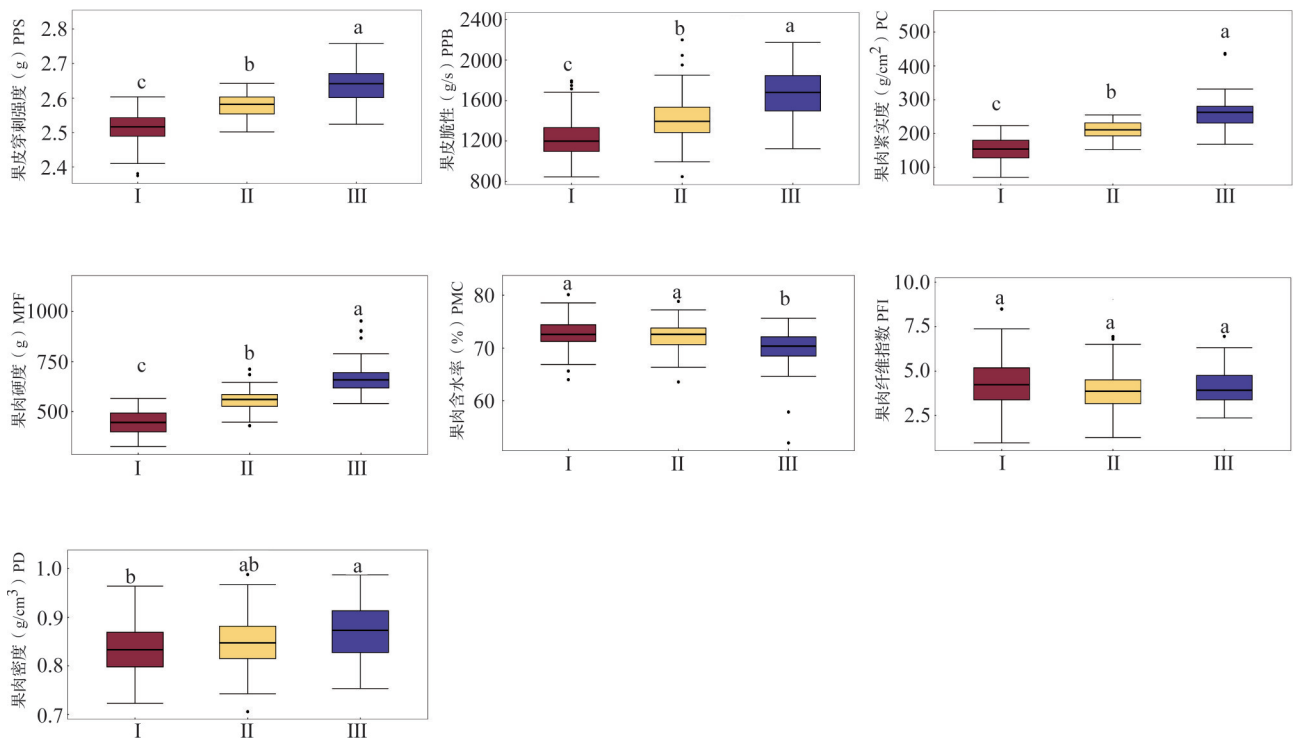 果皮穿刺强度（g）PPS
2.8
2.7
2.6
2.5
2.4
c
b
a
I
II
III
果皮脆性（g/s）PPB
2400
2000
1600
1200
800
c
b
a
I
II
III
果肉紧实度（g/cm²）PC
500
400
300
200
100
c
b
a
I
II
III
果肉硬度（g）MPF
1000
750
500
c
b
a
I
II
III
果肉含水率（%）PMC
80
70
60
a
a
b
I
II
III
果肉纤维指数 PFI
10.0
7.5
5.0
2.5
a
a
a
I
II
III
果肉密度（g/cm³）PD
1.0
0.9
0.8
0.7
b
ab
a
I
II
III